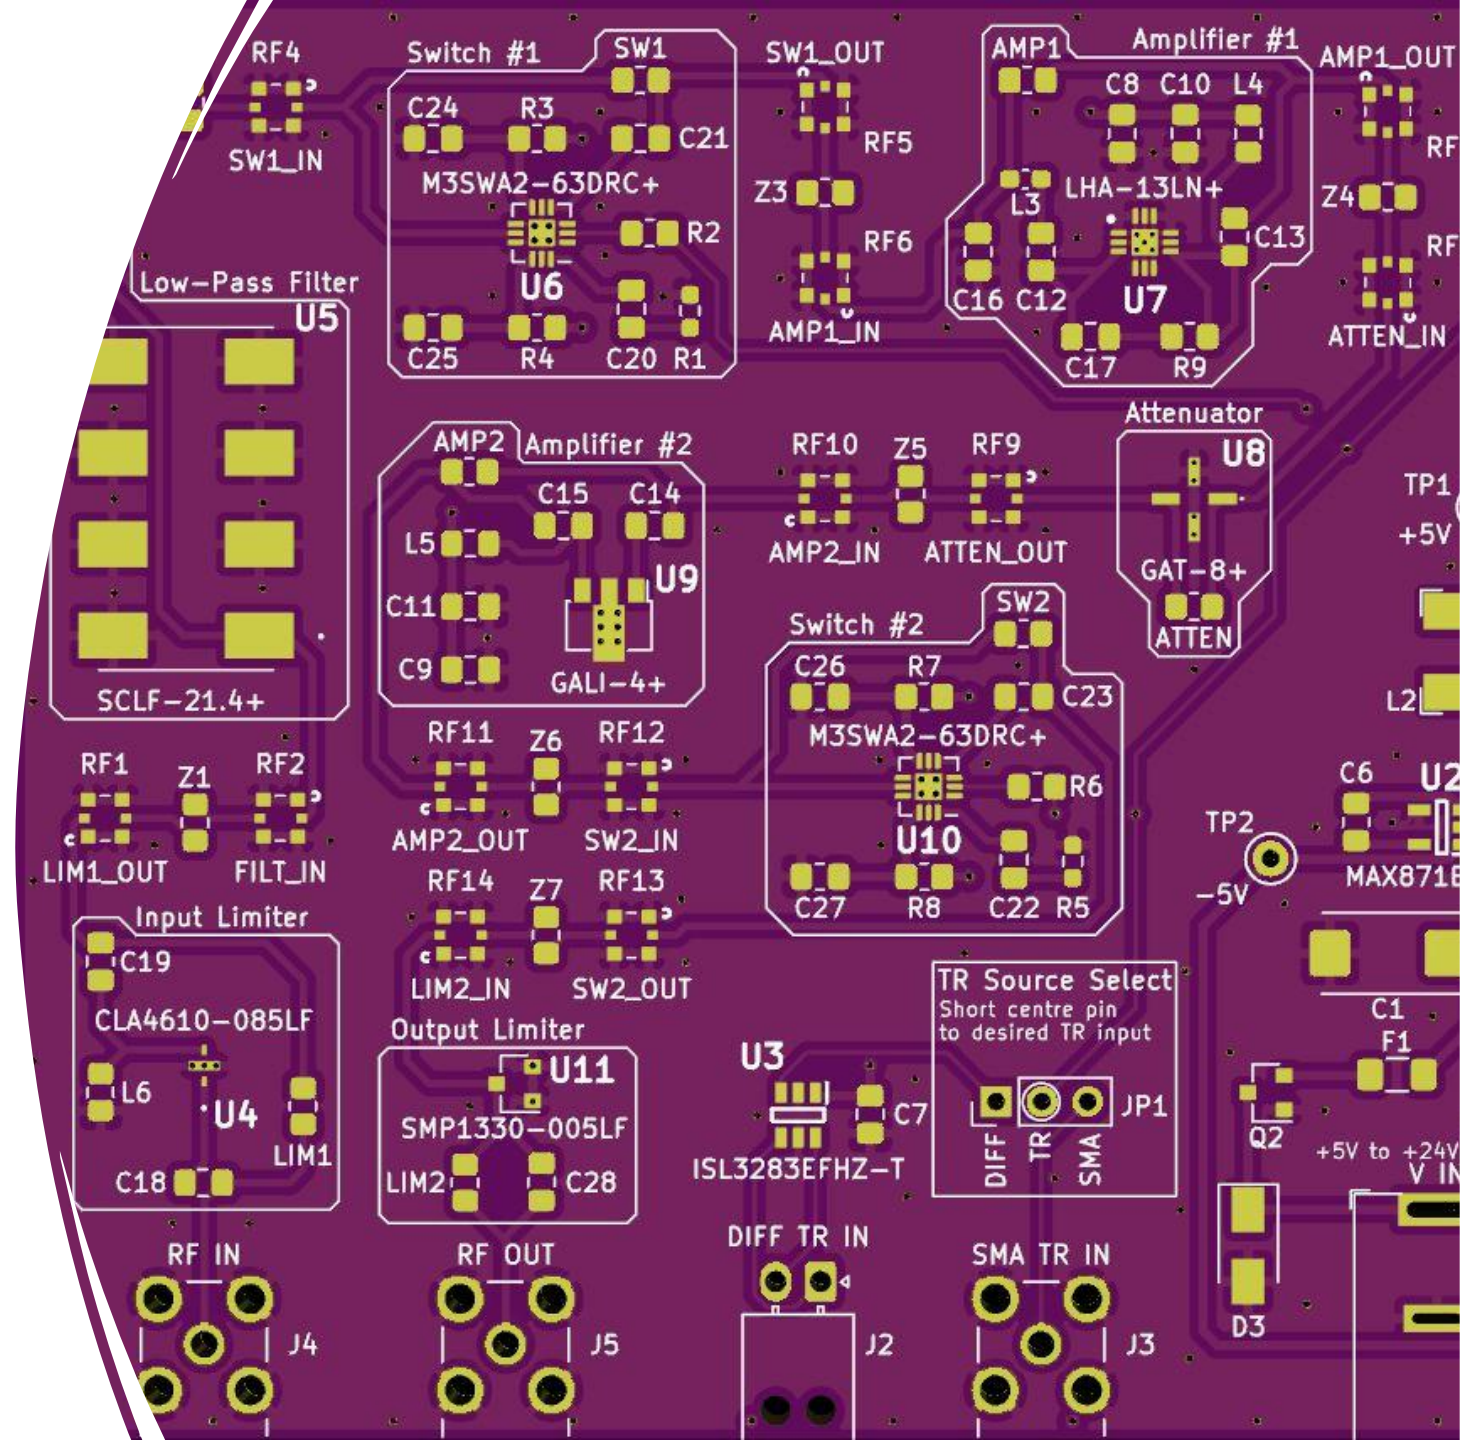 RF4
SW1_IN
Switch #1
SW1
C24
R3
C21
M3SWA2-63DRC+
R2
U6
C25
R4
C20
R1
SW1_OUT
RF5
Z3
RF6
AMP1_IN
AMP1
Amplifier #1
C8
C10
L4
L3
LHA-13LN+
C13
C16
C12
U7
C17
R9
AMP1_OUT
RF
Z4
RF
ATTEN_IN
Low-Pass Filter
U5
SCLF-21.4+
AMP2
Amplifier #2
C15
C14
L5
U9
C11
C9
GALI-4+
RF10
Z5
RF9
AMP2_IN
ATTEN_OUT
Attenuator
U8
GAT-8+
ATTEN
TP1
+5V
Switch #2
SW2
C26
R7
C23
M3SWA2-63DRC+
R6
U10
C27
R8
C22
R5
L2
RF1
Z1
RF2
LIM1_OUT
FILT_IN
RF11
Z6
RF12
AMP2_OUT
SW2_IN
RF14
Z7
RF13
LIM2_IN
SW2_OUT
C6
U2
TP2
-5V
MAX871E
C1
F1
Input Limiter
C19
CLA4610-085LF
L6
U4
LIM1
C18
Output Limiter
U11
SMP1330-005LF
LIM2
C28
U3
C7
ISL3283EFHZ-T
TR Source Select
Short centre pin
to desired TR input
JP1
DIFF
TR
SMA
Q2
+5V to +24V
V IN
D3
RF IN
J4
RF OUT
J5
DIFF TR IN
J2
SMA TR IN
J3